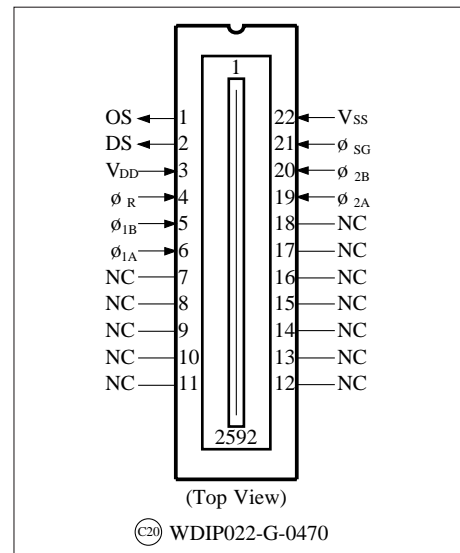 1
OS 1 22 VSS
DS 2 21 ø SG
VDD 3 20 ø 2B
ø R 4 19 ø 2A
ø1B 5 18 NC
ø1A 6 17 NC
NC 7 16 NC
NC 8 15 NC
NC 9 14 NC
NC 10 13 NC
NC 11 12 NC
2592
(Top View)
C20 WDIP022-G-0470